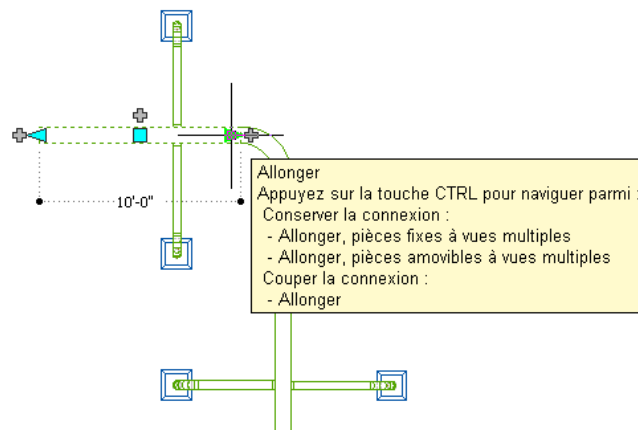 10'-0"
Allonger
Appuyez sur la touche CTRL pour naviguer parmi :
Conserver la connexion :
- Allonger, pièces fixes à vues multiples
- Allonger, pièces amovibles à vues multiples
Couper la connexion :
- Allonger